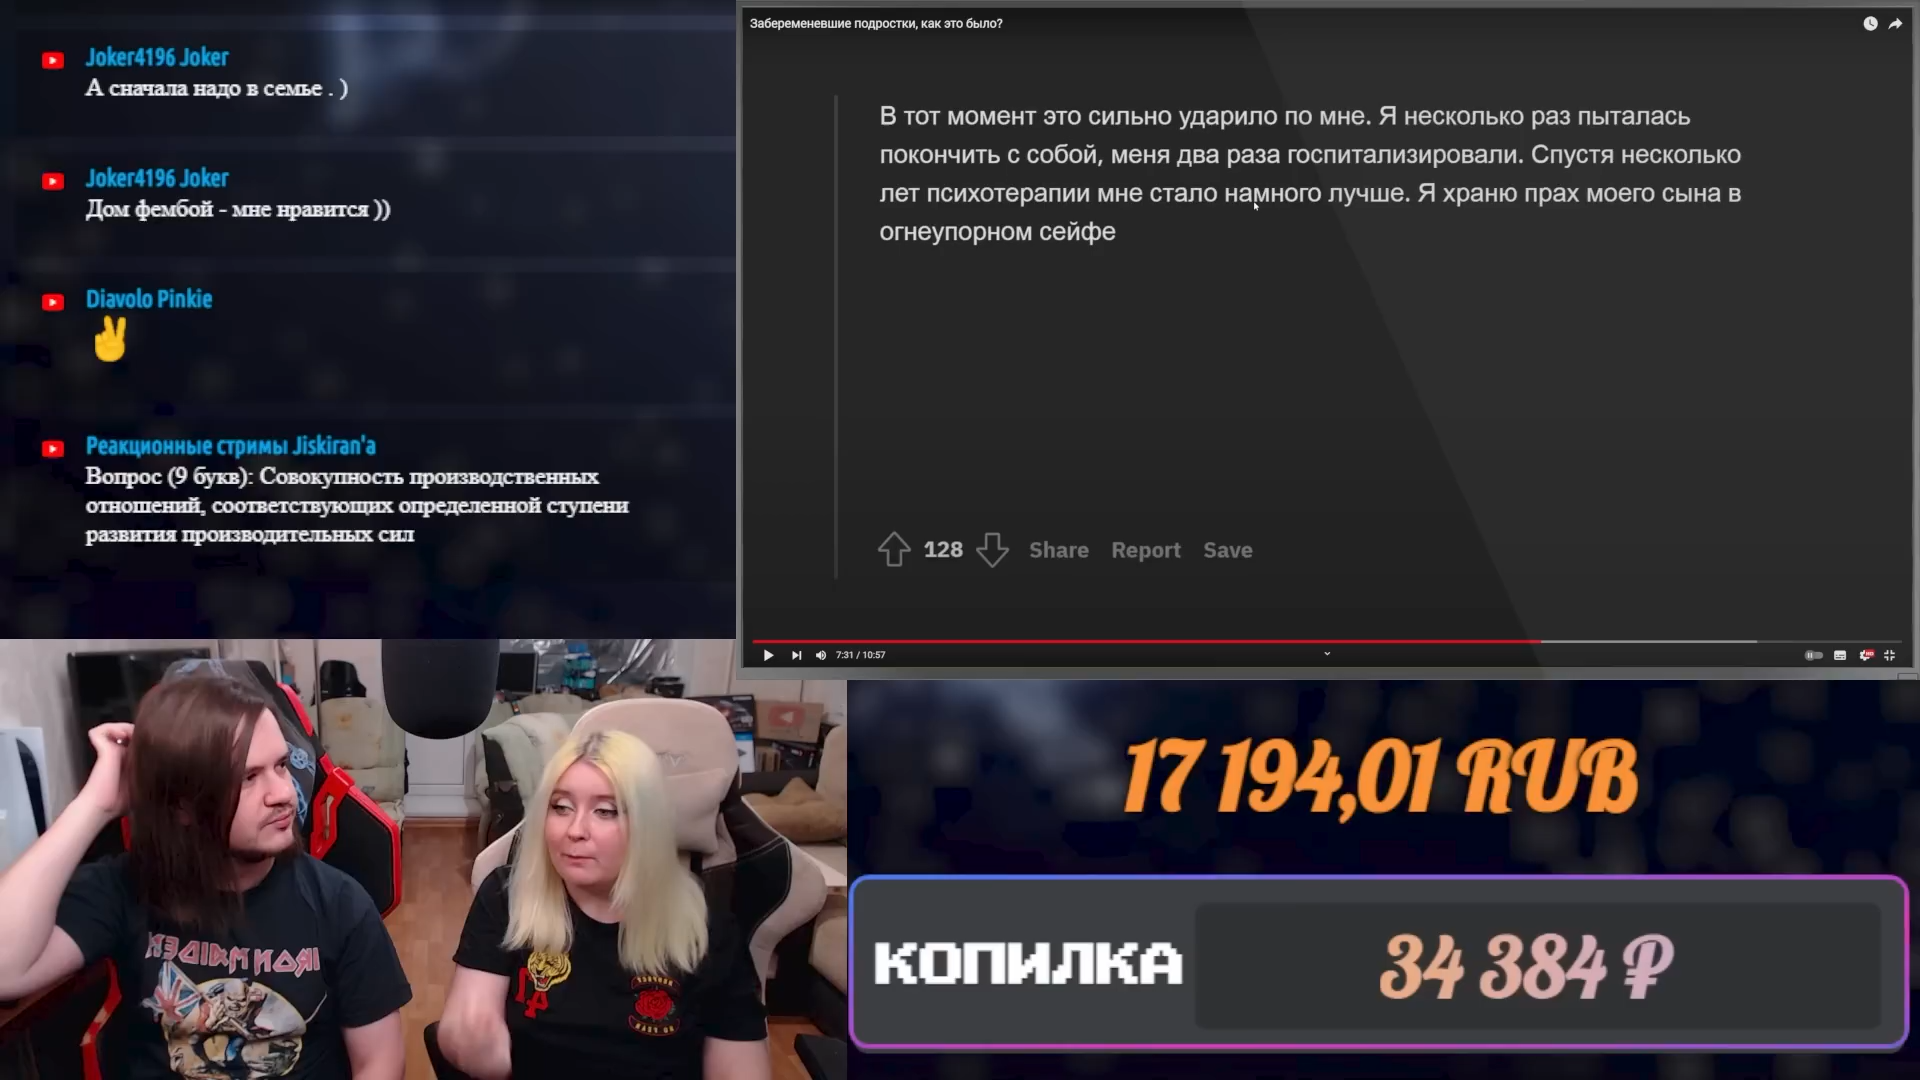 Joker4196 Joker
А сначала надо в семье . )
Joker4196 Joker
Дом фембой - мне нравится ))
Diavolo Pinkie
✌
Реакционные стримы Jiskiran'a
Вопрос (9 букв): Совокупность производственных
отношений, соответствующих определенной ступени
развития производительных сил
Забеременевшие подростки, как это было?
В тот момент это сильно ударило по мне. Я несколько раз пыталась
покончить с собой, меня два раза госпитализировали. Спустя несколько
лет психотерапии мне стало намного лучше. Я храню прах моего сына в
огнеупорном сейфе
128 Share Report Save
7:31 / 10:57
IRON MAIDEN
17 194,01 RUB
КОПИЛКА
34 384 ₽